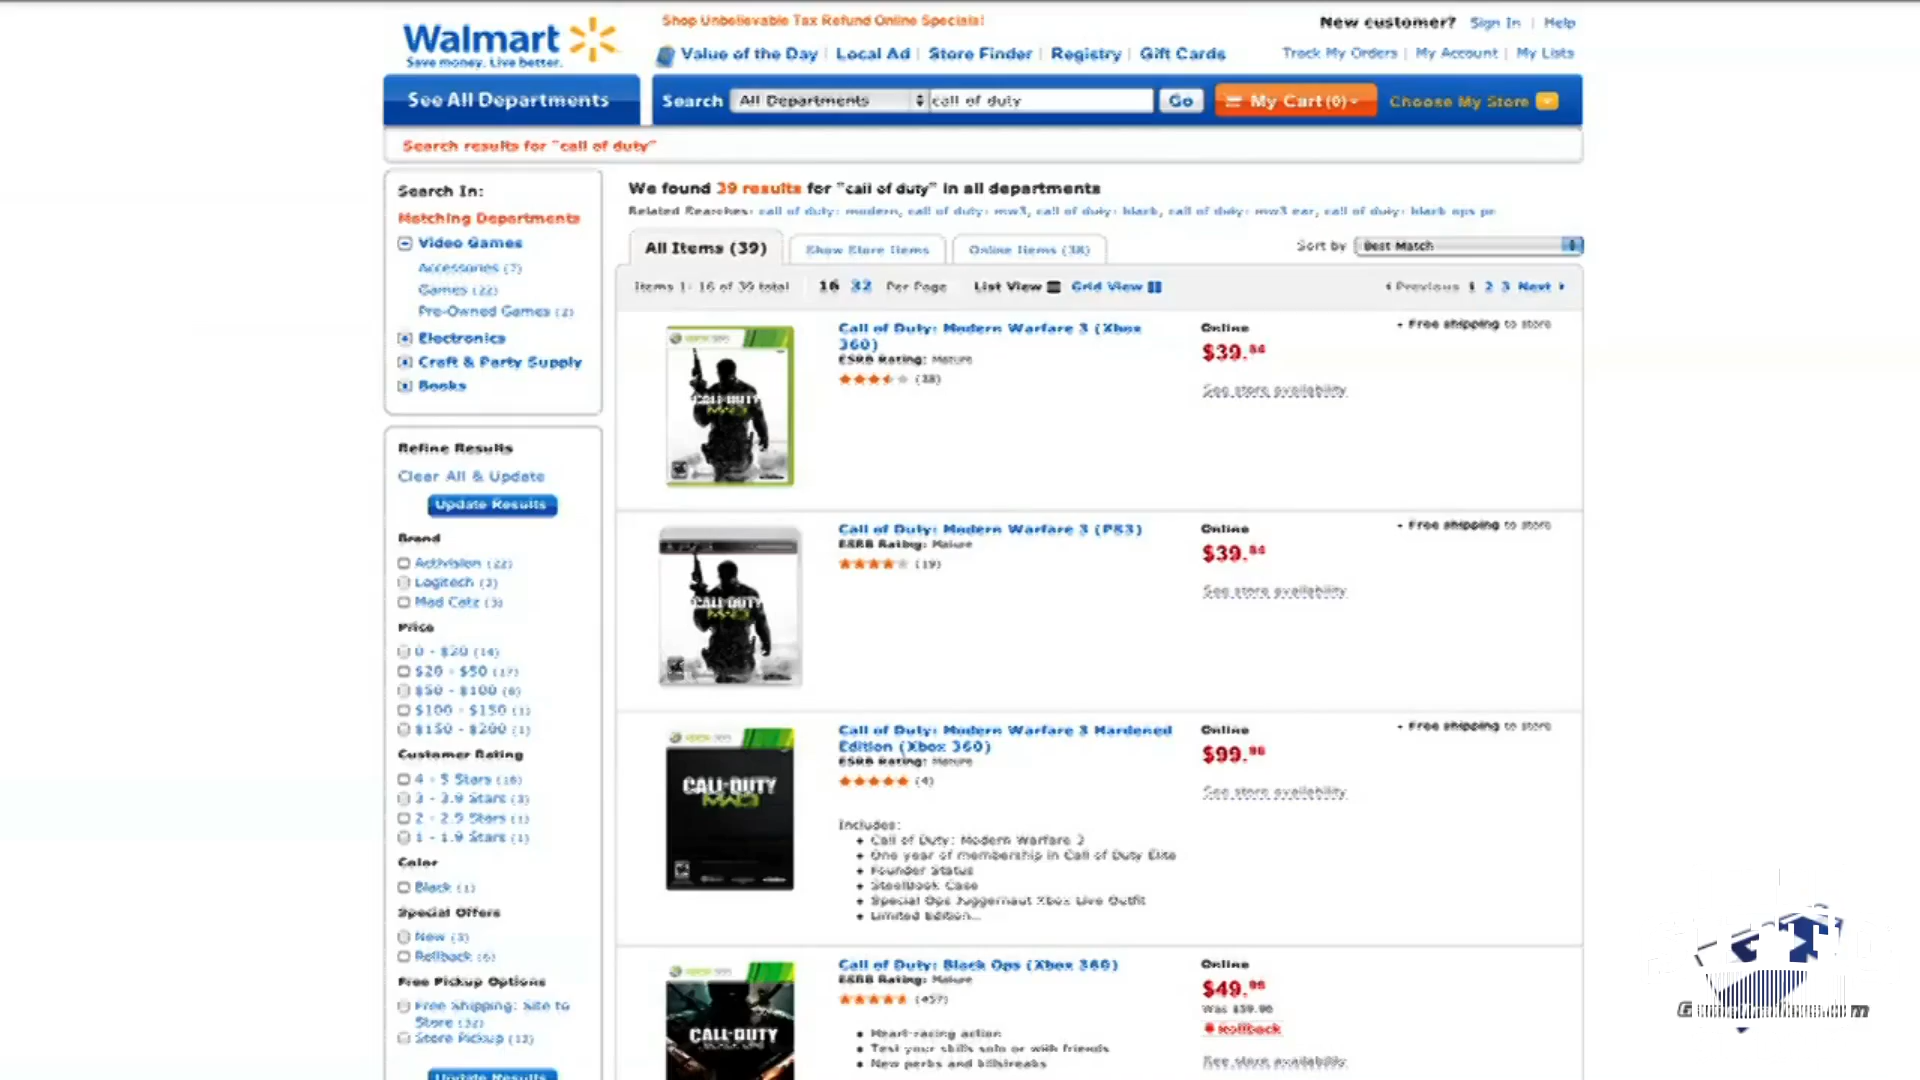 Walmart
Save money. Live better.
Shop Unbelievable Tax Refund Online Specials!
New customer? Sign In | Help
Value of the Day | Local Ad | Store Finder | Registry | Gift Cards
Track My Orders | My Account | My Lists
See All Departments
Search All Departments call of duty Go
My Cart (0)
Choose My Store
Search results for "call of duty"
Search In:
Matching Departments
Video Games
Accessories (7)
Games (22)
Pre-Owned Games (2)
Electronics
Craft & Party Supply
Books
Refine Results
Clear All & Update
Update Results
Brand
Activision (22)
Logitech (3)
Mad Catz (3)
Price
0 - $20 (14)
$20 - $50 (17)
$50 - $100 (6)
$100 - $150 (1)
$150 - $200 (1)
Customer Rating
4 - 5 Stars (16)
3 - 3.9 Stars (3)
2 - 2.9 Stars (1)
1 - 1.9 Stars (1)
Color
Black (1)
Special Offers
New (3)
Rollback (6)
Free Pickup Options
Free Shipping: Site to
Store (32)
Store Pickup (12)
Update Results
We found 39 results for "call of duty" in all departments
Related Searches: call of duty: modern, call of duty: mw3, call of duty: black, call of duty: mw3 ear, call of duty: black ops
All Items (39)
Show Store Items
Online Items (38)
Sort by Best Match
Items 1- 16 of 39 total
16 32 Per Page
List View Grid View
Previous 1 2 3 Next
CALL DUTY
MW3
Call of Duty: Modern Warfare 3 (Xbox
360)
ESRB Rating: Mature
(38)
Online
$39.84
See store availability
• Free shipping to store
CALL DUTY
MW3
Call of Duty: Modern Warfare 3 (PS3)
ESRB Rating: Mature
(19)
Online
$39.84
See store availability
• Free shipping to store
CALL DUTY
MW3
Call of Duty: Modern Warfare 3 Hardened
Edition (Xbox 360)
ESRB Rating: Mature
(4)
Includes:
• Call of Duty: Modern Warfare 3
• One year of membership in Call of Duty Elite
• Founder Status
• SteelBook Case
• Special Ops Juggernaut Xbox Live Outfit
• Limited Edition...
Online
$99.96
See store availability
• Free shipping to store
CALL DUTY
Call of Duty: Black Ops (Xbox 360)
ESRB Rating: Mature
(457)
• Heart-racing action
• Test your skills solo or with friends
• New perks and killstreaks
Online
$49.96
Was $59.96
Rollback
See store availability